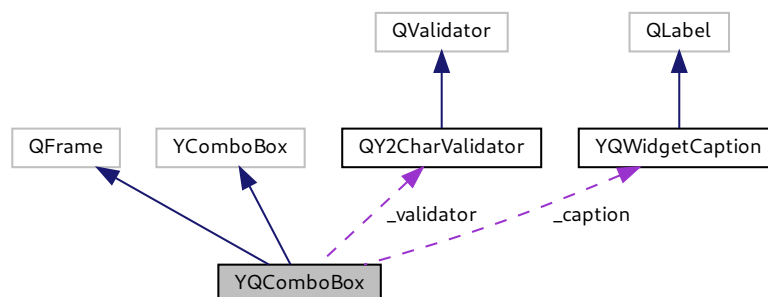 QValidator
QLabel
QFrame
YComboBox
QY2CharValidator
YQWidgetCaption
_validator
_caption
YQComboBox